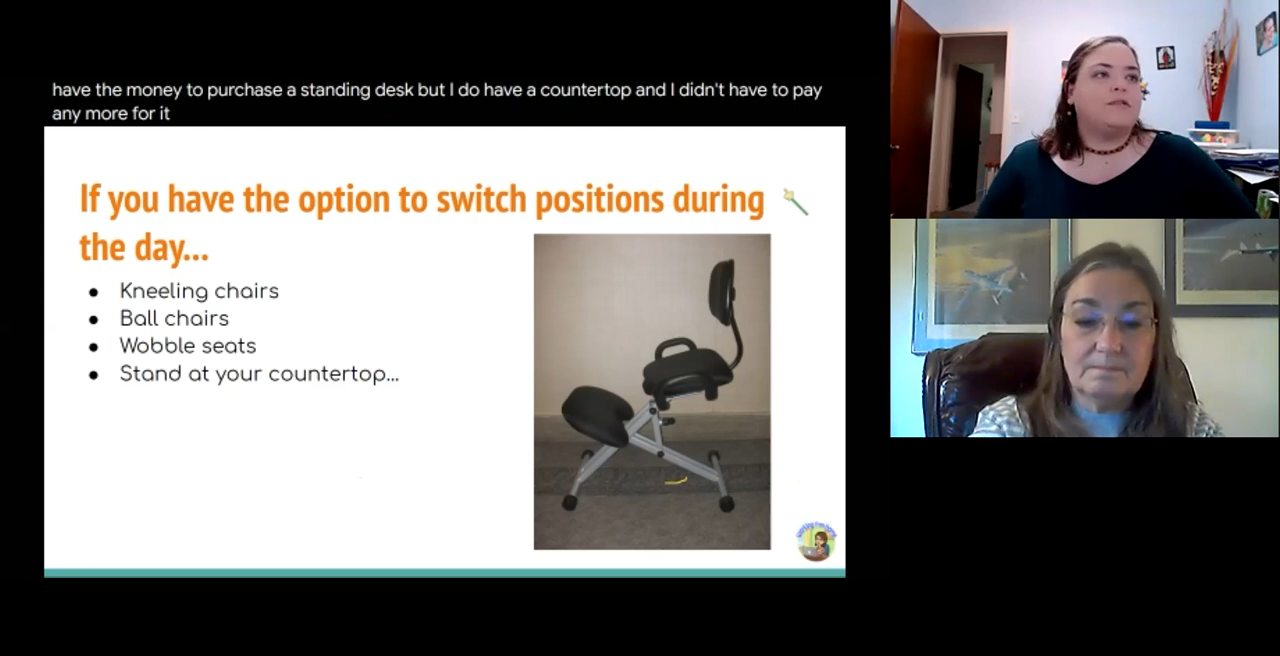 have the money to purchase a standing desk but I do have a countertop and I didn't have to pay
any more for it
If you have the option to switch positions during
the day...
● Kneeling chairs
● Ball chairs
● Wobble seats
● Stand at your countertop...